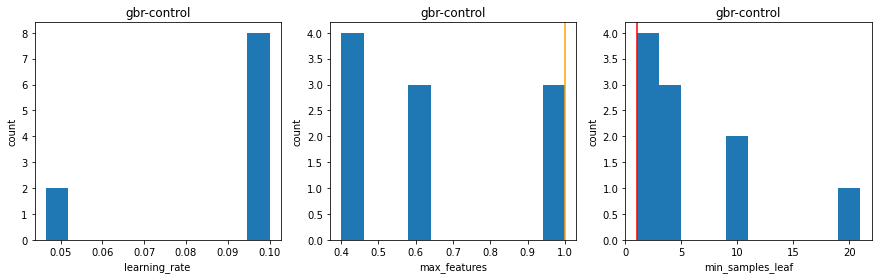 gbr-control
8
7
6
5
4
3
2
1
0
count
0.05 0.06 0.07 0.08 0.09 0.10
learning_rate
gbr-control
4.0
3.5
3.0
2.5
2.0
1.5
1.0
0.5
0.0
count
0.4 0.5 0.6 0.7 0.8 0.9 1.0
max_features
gbr-control
4.0
3.5
3.0
2.5
2.0
1.5
1.0
0.5
0.0
count
0 5 10 15 20
min_samples_leaf